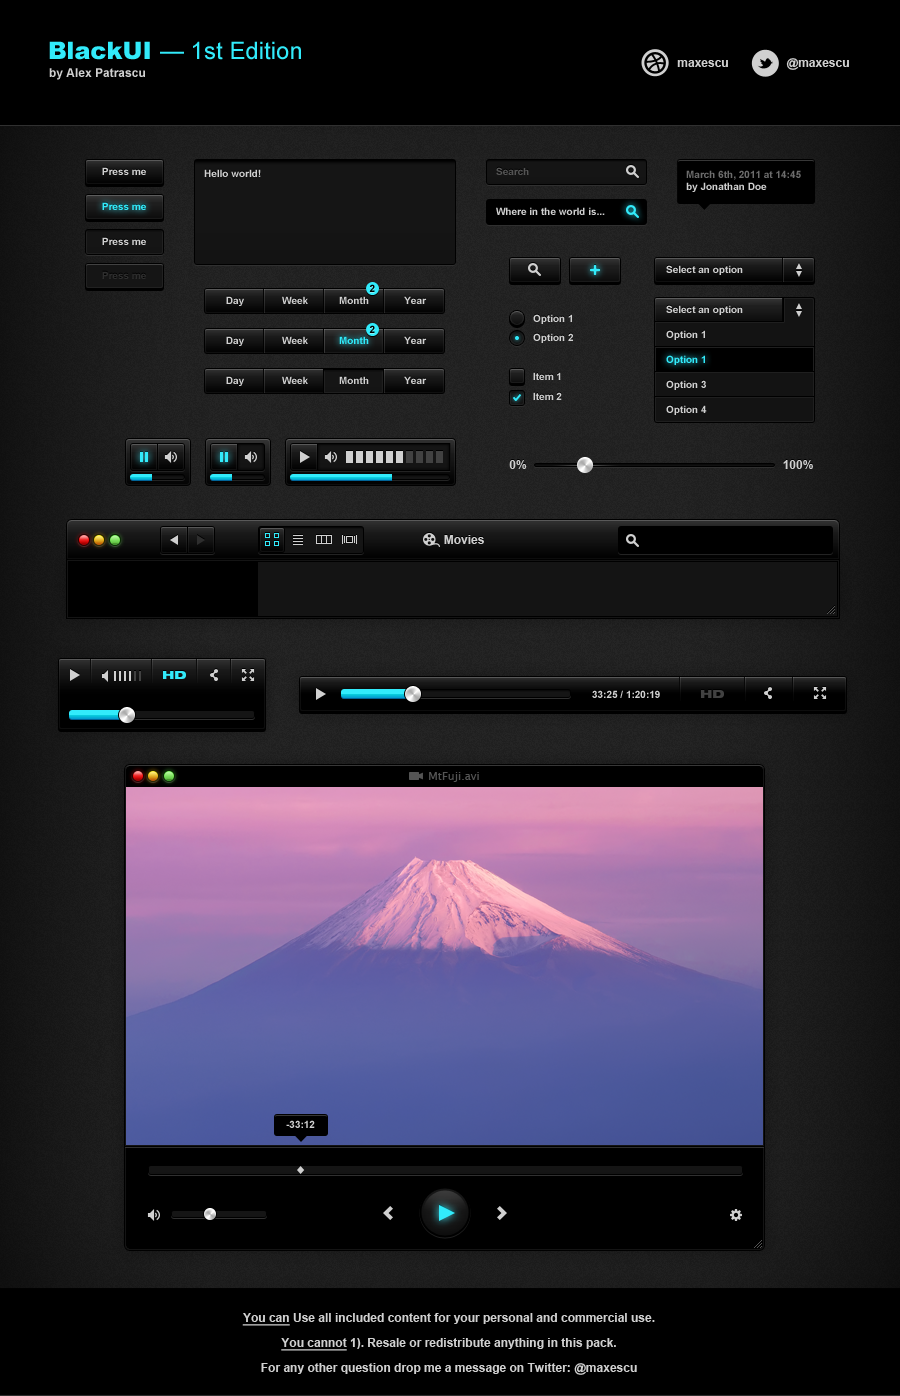 BlackUI — 1st Edition
by Alex Patrascu
maxescu
@maxescu
Press me
Press me
Press me
Press me
Hello world!
Search
Where in the world is...
March 6th, 2011 at 14:45
by Jonathan Doe
Day Week Month 2 Year
Day Week Month 2 Year
Day Week Month Year
Option 1
Option 2
Item 1
Item 2
Select an option
Select an option
Option 1
Option 1
Option 3
Option 4
0% 100%
Movies
HD
33:25 / 1:20:19 HD
MtFuji.avi
-33:12
You can Use all included content for your personal and commercial use.
You cannot 1). Resale or redistribute anything in this pack.
For any other question drop me a message on Twitter: @maxescu